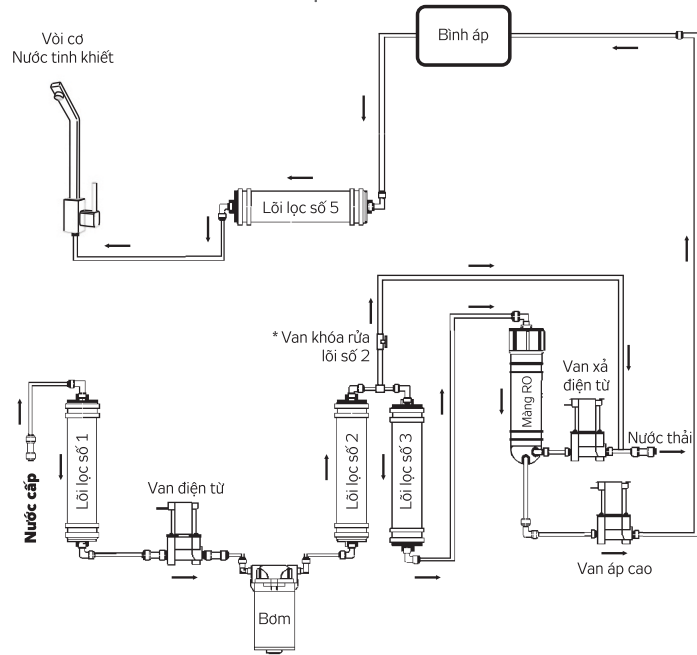 Vòi cơ
Nước tinh khiết
Bình áp
Lõi lọc số 5
* Van khóa rửa
lõi số 2
Van xả
điện từ
Màng RO
Nước thải
Nước cấp
Lõi lọc số 1
Van điện từ
Lõi lọc số 2
Lõi lọc số 3
Van áp cao
Bơm